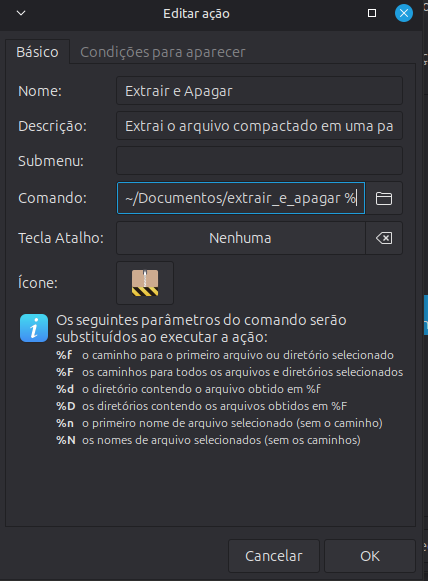 Editar ação
Básico
Condições para aparecer
Nome:
Extrair e Apagar
Descrição:
Extrai o arquivo compactado em uma pa
Submenu:
Comando:
~/Documentos/extrair_e_apagar %
Tecla Atalho:
Nenhuma
Ícone:
Os seguintes parâmetros do comando serão
substituídos ao executar a ação:
%f o caminho para o primeiro arquivo ou diretório selecionado
%F os caminhos para todos os arquivos e diretórios selecionados
%d o diretório contendo o arquivo obtido em %f
%D os diretórios contendo os arquivos obtidos em %F
%n o primeiro nome de arquivo selecionado (sem o caminho)
%N os nomes de arquivo selecionados (sem os caminhos)
Cancelar
OK